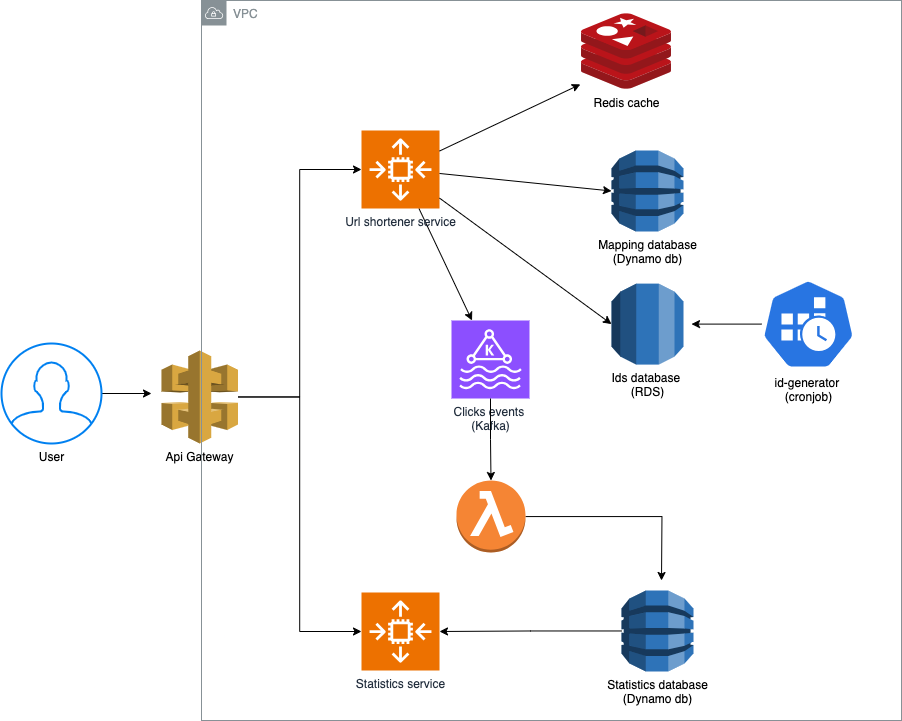 VPC
Redis cache
Url shortener service
Mapping database
(Dynamo db)
K
Clicks events
(Kafka)
Ids database
(RDS)
id-generator
(cronjob)
User
Api Gateway
λ
Statistics service
Statistics database
(Dynamo db)